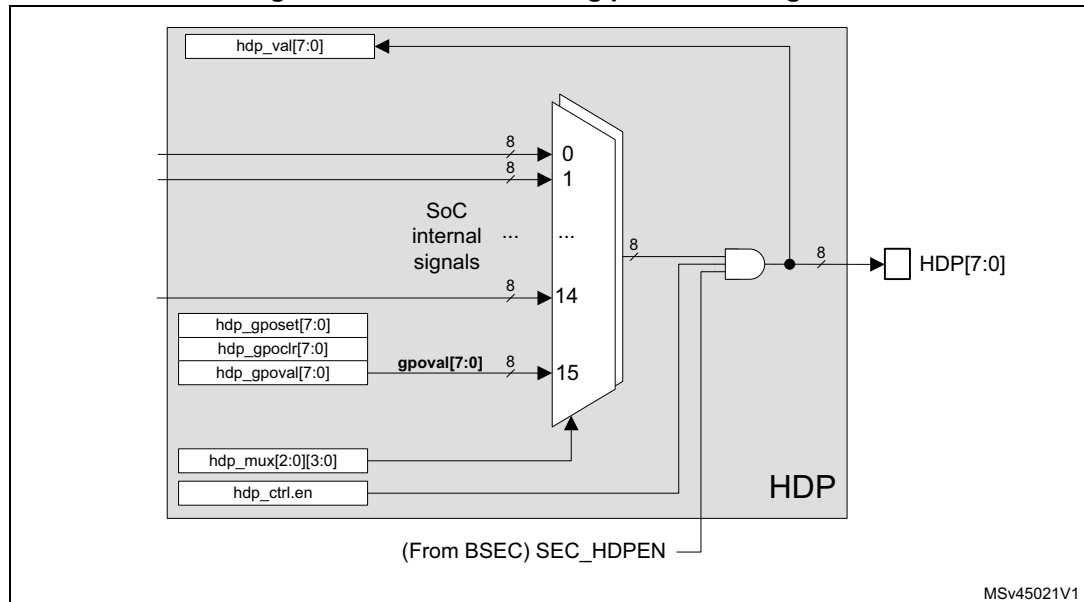 hdp_val[7:0]
8
0
8
1
SoC
internal
signals
...
...
8
8
HDP[7:0]
8
14
hdp_gposet[7:0]
hdp_gpoclr[7:0]
hdp_gpoval[7:0]
gpoval[7:0]
8
15
hdp_mux[2:0][3:0]
hdp_ctrl.en
HDP
(From BSEC) SEC_HDPEN
MSv45021V1